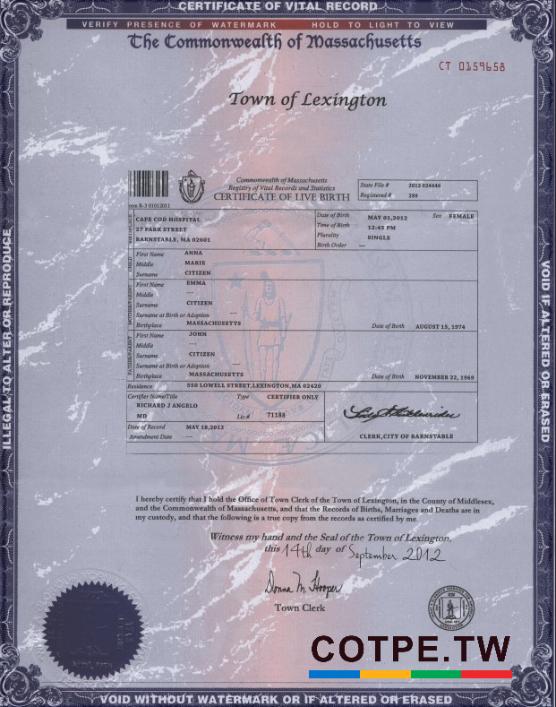 CERTIFICATE OF VITAL RECORD
VERIFY PRESENCE OF WATERMARK HOLD TO LIGHT TO VIEW
The Commonwealth of Massachusetts
CT 0159658
Town of Lexington
Commonwealth of Massachusetts
Registry of Vital Records and Statistics
CERTIFICATE OF LIVE BIRTH
State File #
Registered #
CAPE COD HOSPITAL
27 PARK STREET
BARNSTABLE, MA 02601
Date of Birth MAY 01,2012 Sex FEMALE
Time of Birth 12:43 PM
Plurality SINGLE
Birth Order ---
First Name ANNA
Middle MARIE
Surname CITIZEN
First Name EMMA
Middle ---
Surname CITIZEN
Surname at Birth or Adoption ---
Birthplace MASSACHUSETTS Date of Birth AUGUST 15, 1974
First Name JOHN
Middle ---
Surname CITIZEN
Surname at Birth or Adoption ---
Birthplace MASSACHUSETTS Date of Birth NOVEMBER 22, 1969
Residence 558 LOWELL STREET,LEXINGTON,MA 02420
Certifier Name/Title Type CERTIFIER ONLY
RICHARD J ANGELO
MD Lic # 71188
Date of Record MAY 18,2012
Amendment Date ---
CLERK,CITY OF BARNSTABLE
I hereby certify that I hold the Office of Town Clerk of the Town of Lexington, in the County of Middlesex,
and the Commonwealth of Massachusetts, and that the Records of Births, Marriages and Deaths are in
my custody, and that the following is a true copy from the records as certified by me.
Witness my hand and the Seal of the Town of Lexington.
this 14th day of September 2012
Donna M. Hooper
Town Clerk
COTPE.TW
VOID WITHOUT WATERMARK OR IF ALTERED OR ERASED
ILLEGAL TO ALTER OR REPRODUCE
VOID IF ALTERED OR ERASED